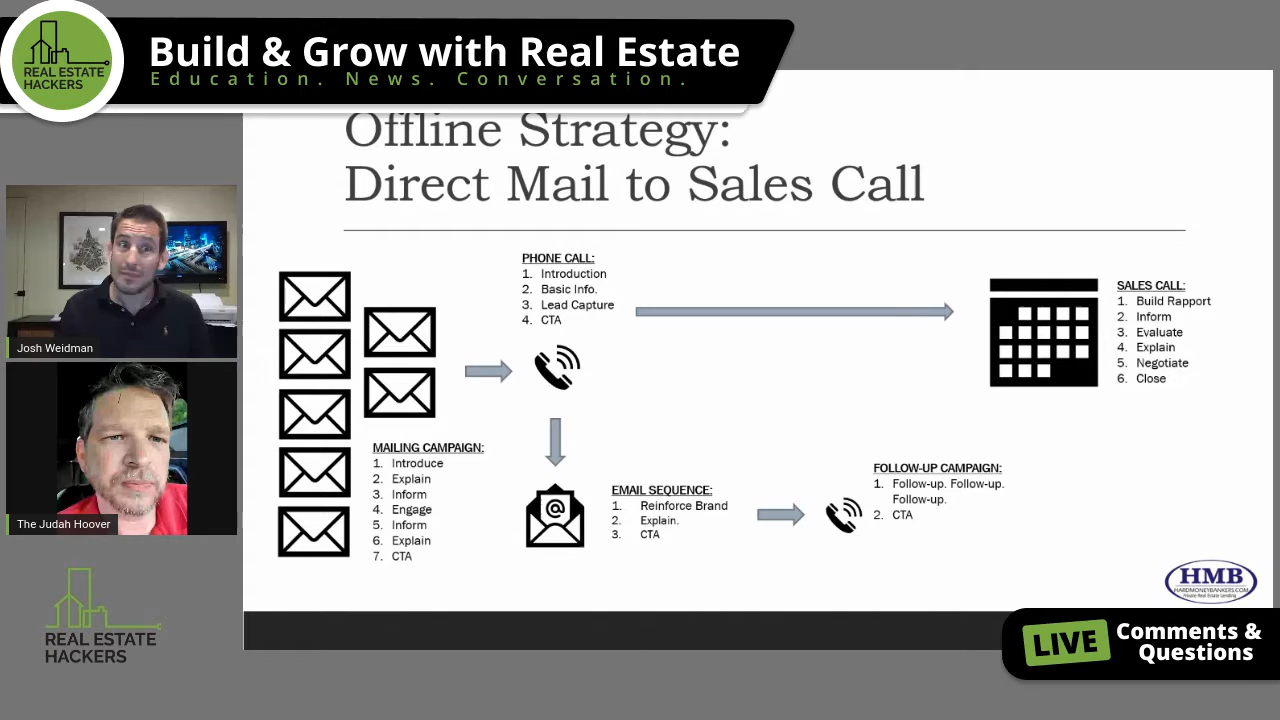 Build & Grow with Real Estate
Education. News. Conversation.
REAL ESTATE
HACKERS
Offline Strategy:
Direct Mail to Sales Call
Josh Weidman
The Judah Hoover
REAL ESTATE
HACKERS
PHONE CALL:
1. Introduction
2. Basic Info.
3. Lead Capture
4. CTA
SALES CALL:
1. Build Rapport
2. Inform
3. Evaluate
4. Explain
5. Negotiate
6. Close
MAILING CAMPAIGN:
1. Introduce
2. Explain
3. Inform
4. Engage
5. Inform
6. Explain
7. CTA
@
EMAIL SEQUENCE:
1. Reinforce Brand
2. Explain.
3. CTA
FOLLOW-UP CAMPAIGN:
1. Follow-up. Follow-up.
Follow-up.
2. CTA
HMB
HARDMONEYBANKERS.COM
Private Real Estate Lending
LIVE
Comments &
Questions